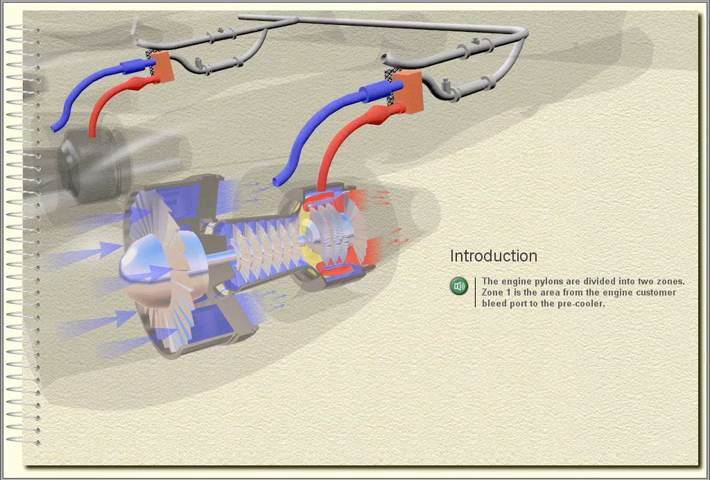 Introduction
The engine pylons are divided into two zones.
Zone 1 is the area from the engine customer
bleed port to the pre-cooler.